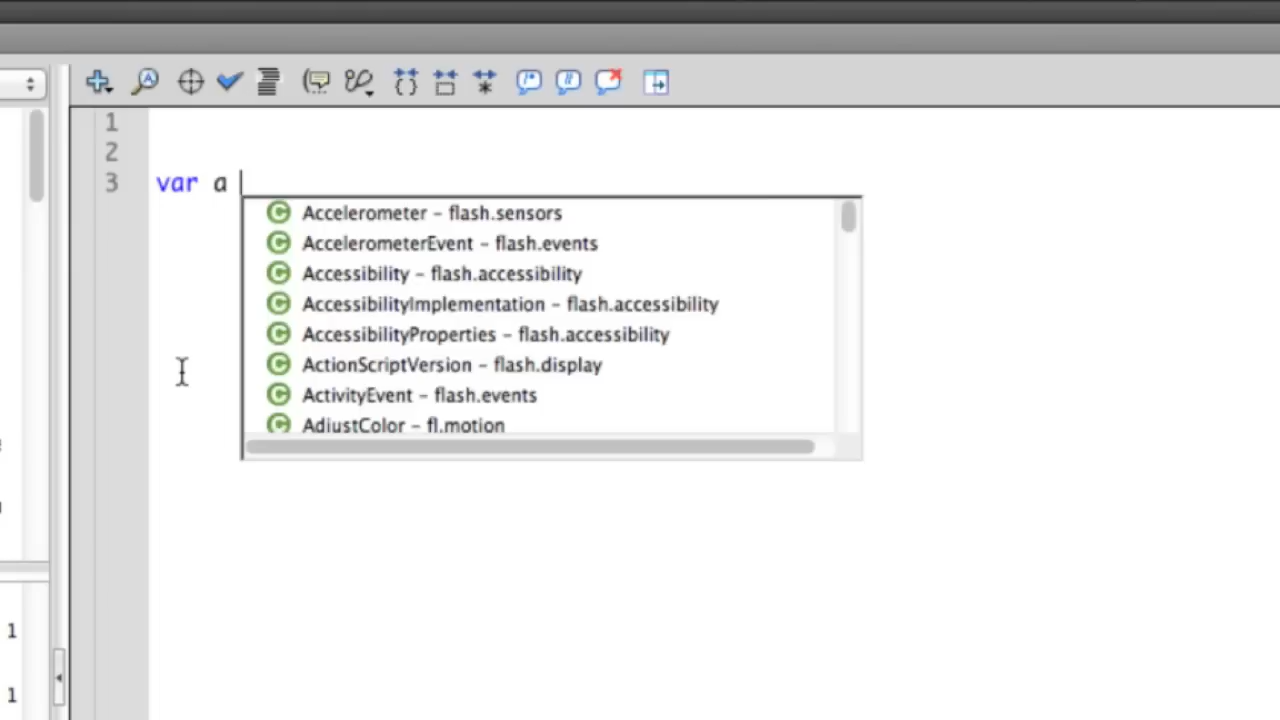 1
2
3 var a
Accelerometer – flash.sensors
AccelerometerEvent – flash.events
Accessibility – flash.accessibility
AccessibilityImplementation – flash.accessibility
AccessibilityProperties – flash.accessibility
ActionScriptVersion – flash.display
ActivityEvent – flash.events
AdjustColor – fl.motion
1
1